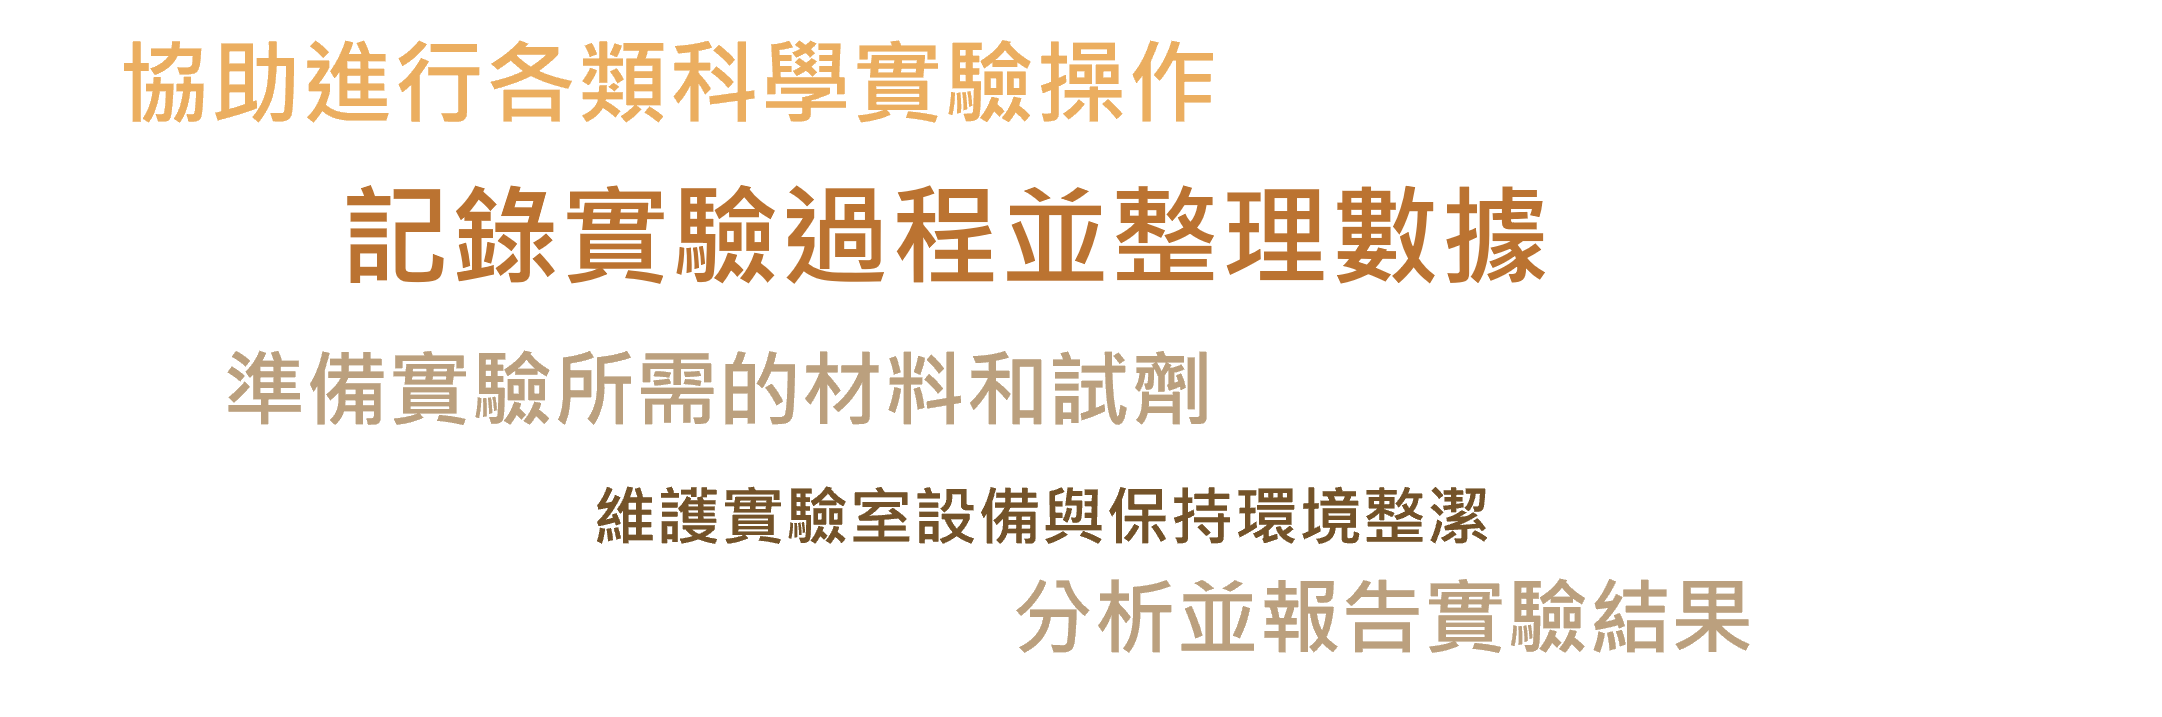 協助進行各類科學實驗操作
記錄實驗過程並整理數據
準備實驗所需的材料和試劑
維護實驗室設備與保持環境整潔
分析並報告實驗結果